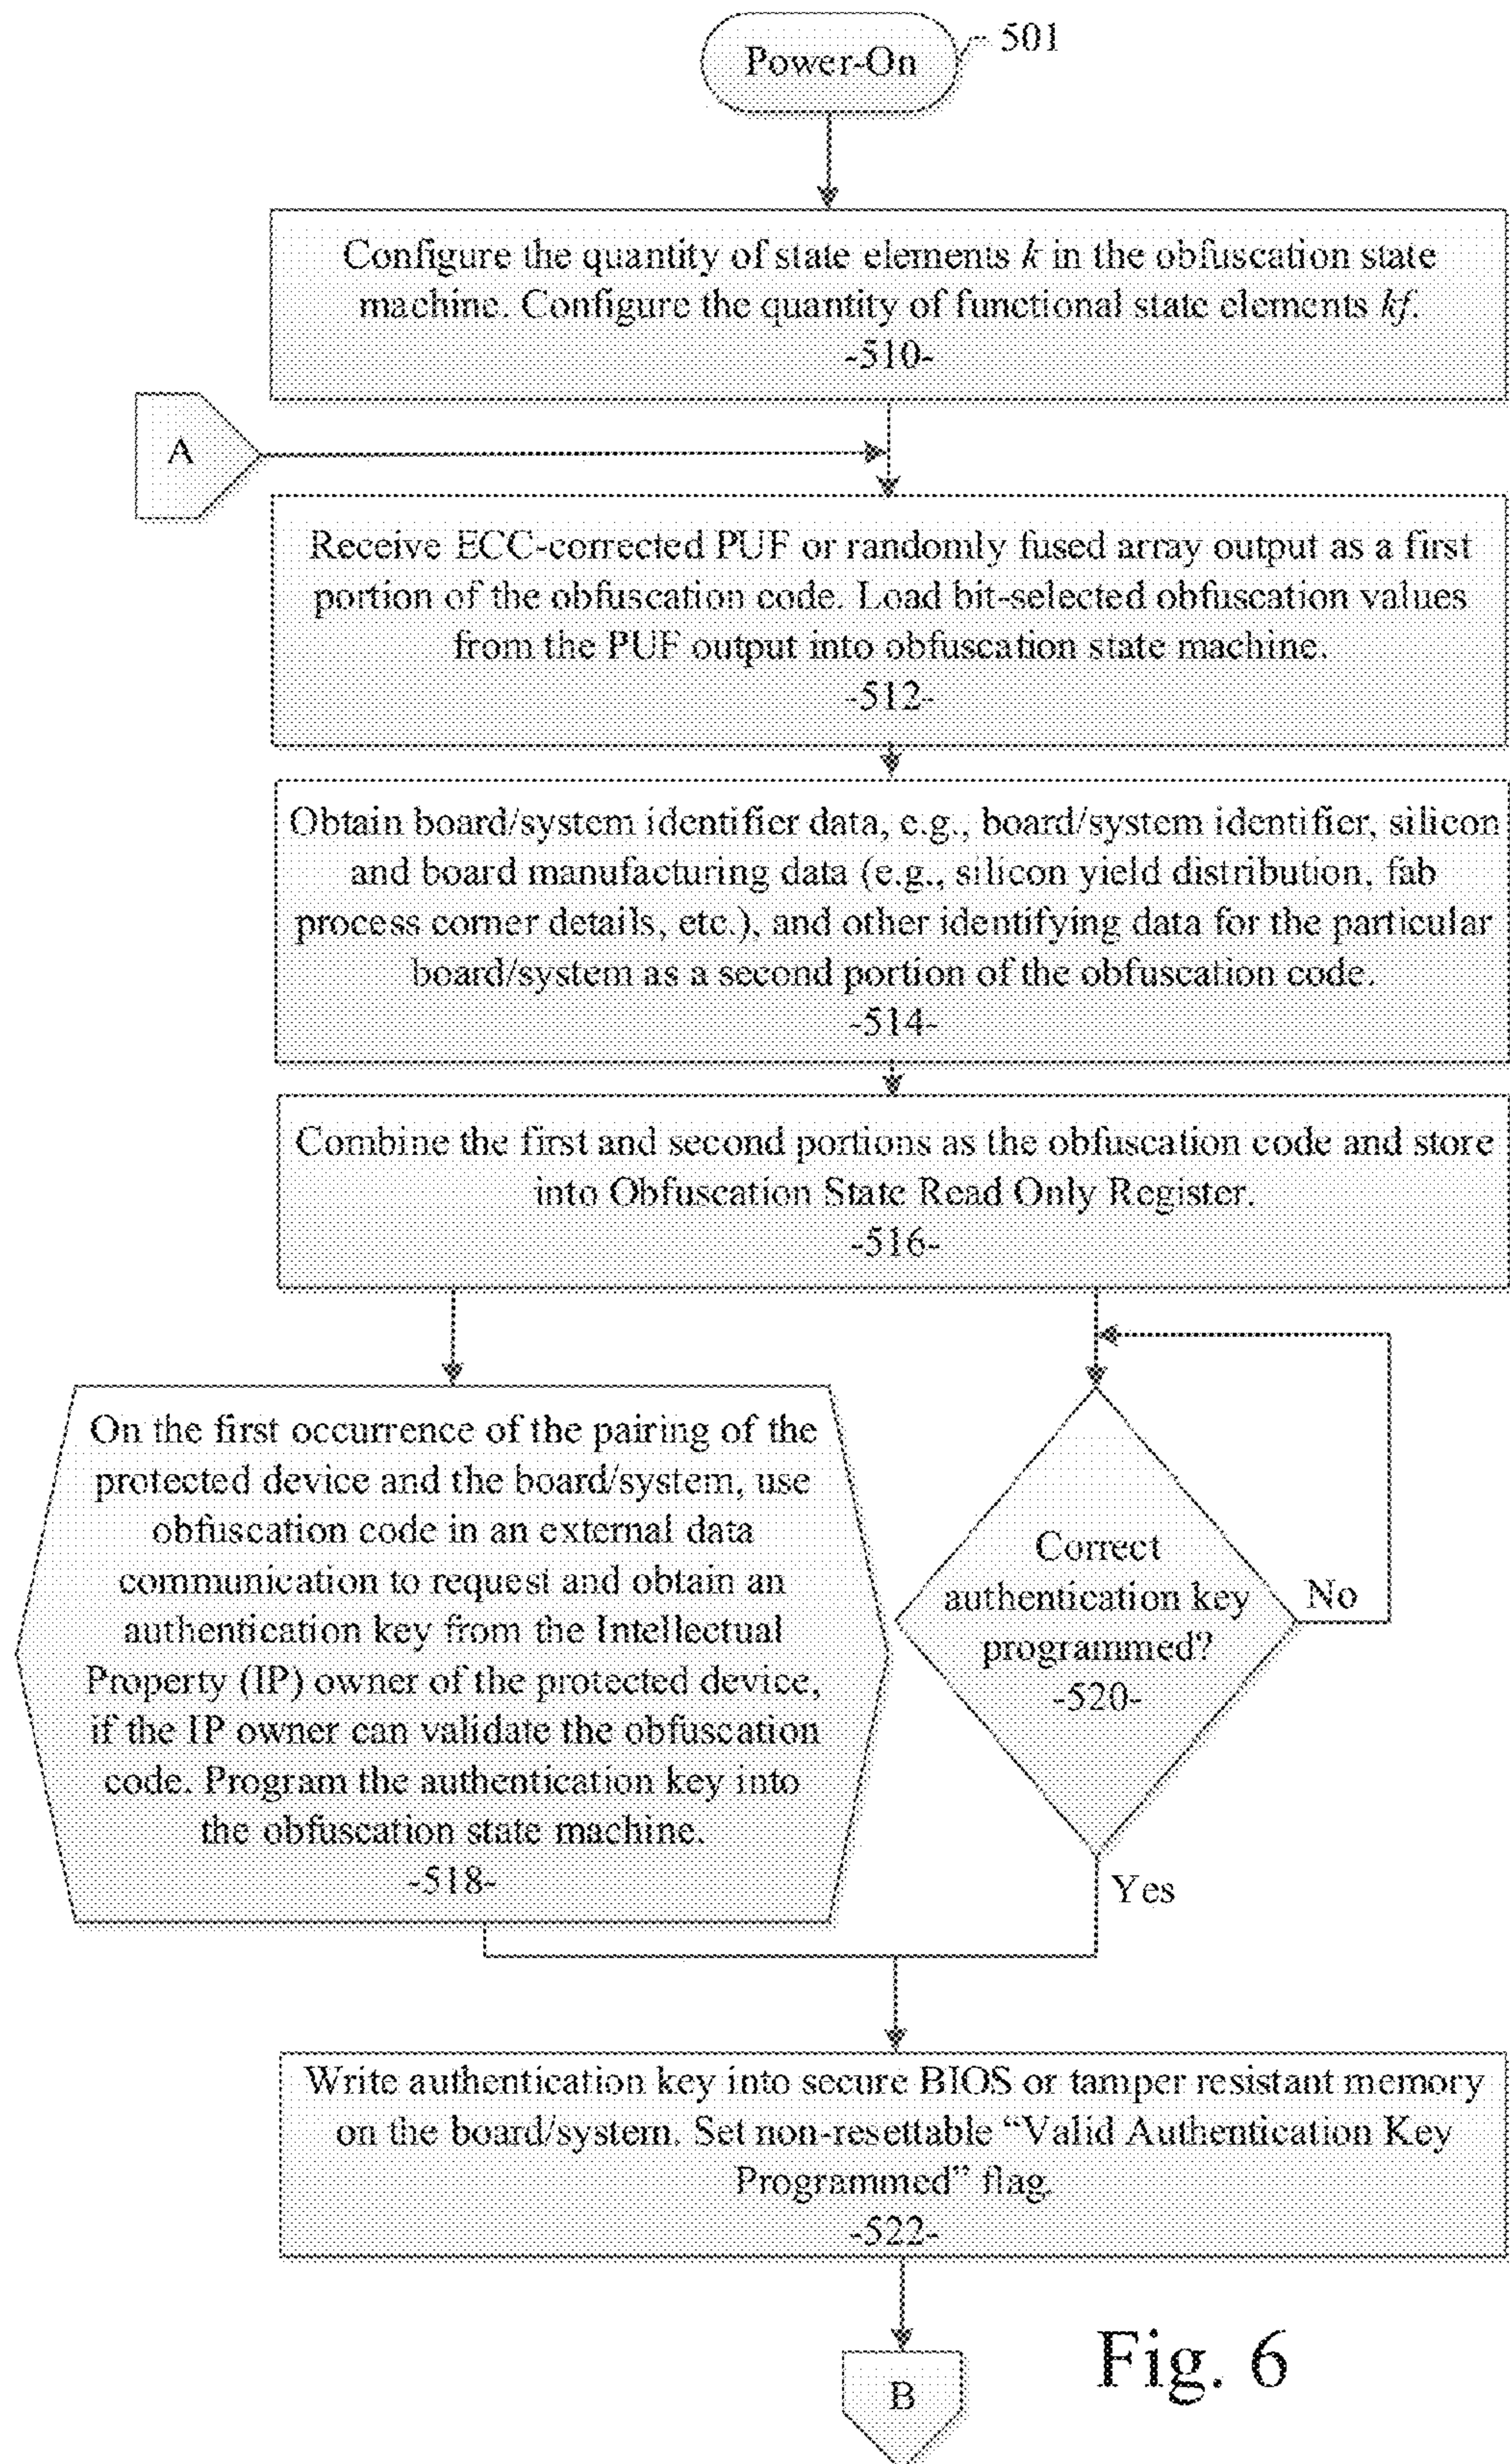 Power-On
501
Configure the quantity of state elements k in the obfuscation state
machine. Configure the quantity of functional state elements kf.
-510-
A
Receive ECC-corrected PUF or randomly fused array output as a first
portion of the obfuscation code. Load bit-selected obfuscation values
from the PUF output into obfuscation state machine.
-512-
Obtain board/system identifier data, e.g., board/system identifier, silicon
and board manufacturing data (e.g., silicon yield distribution, fab
process corner details, etc.), and other identifying data for the particular
board/system as a second portion of the obfuscation code.
-514-
Combine the first and second portions as the obfuscation code and store
into Obfuscation State Read Only Register.
-516-
On the first occurrence of the pairing of the
protected device and the board/system, use
obfuscation code in an external data
communication to request and obtain an
authentication key from the Intellectual
Property (IP) owner of the protected device,
if the IP owner can validate the obfuscation
code. Program the authentication key into
the obfuscation state machine.
-518-
Correct
authentication key
programmed?
-520-
No
Yes
Write authentication key into secure BIOS or tamper resistant memory
on the board/system. Set non-resettable “Valid Authentication Key
Programmed” flag.
-522-
B
Fig. 6